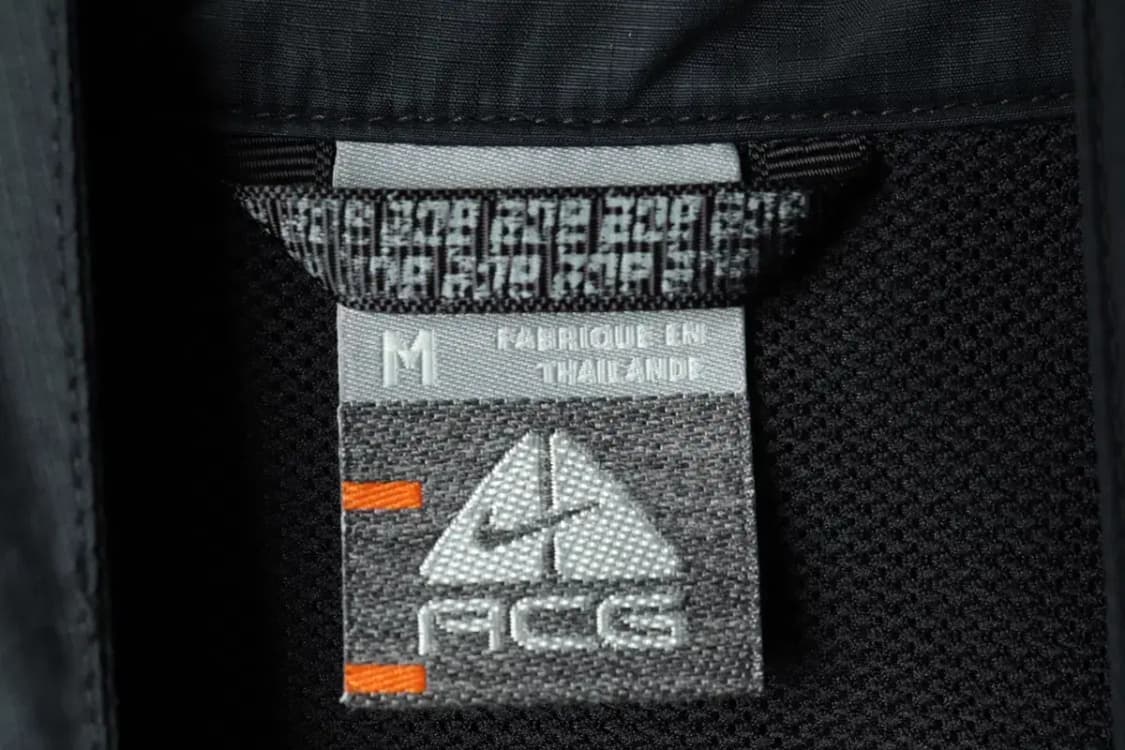 M
FABRIQUE EN
THAILANDE
ACG